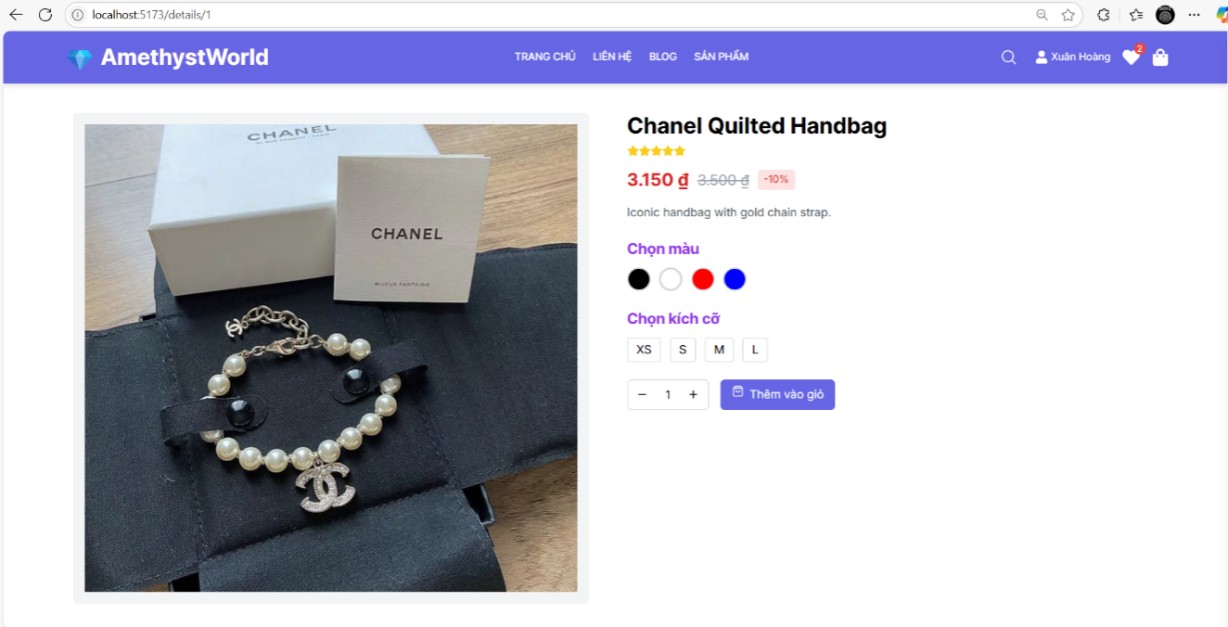 localhost:5173/details/1
AmethystWorld
TRANG CHỦ LIÊN HỆ BLOG SẢN PHẨM
Xuân Hoàng 2
CHANEL
CHANEL
BIJOUX FANTAISIE
Chanel Quilted Handbag
3.150 ₫ 3.500 ₫ -10%
Iconic handbag with gold chain strap.
Chọn màu
Chọn kích cỡ
XS S M L
− 1 +
Thêm vào giỏ